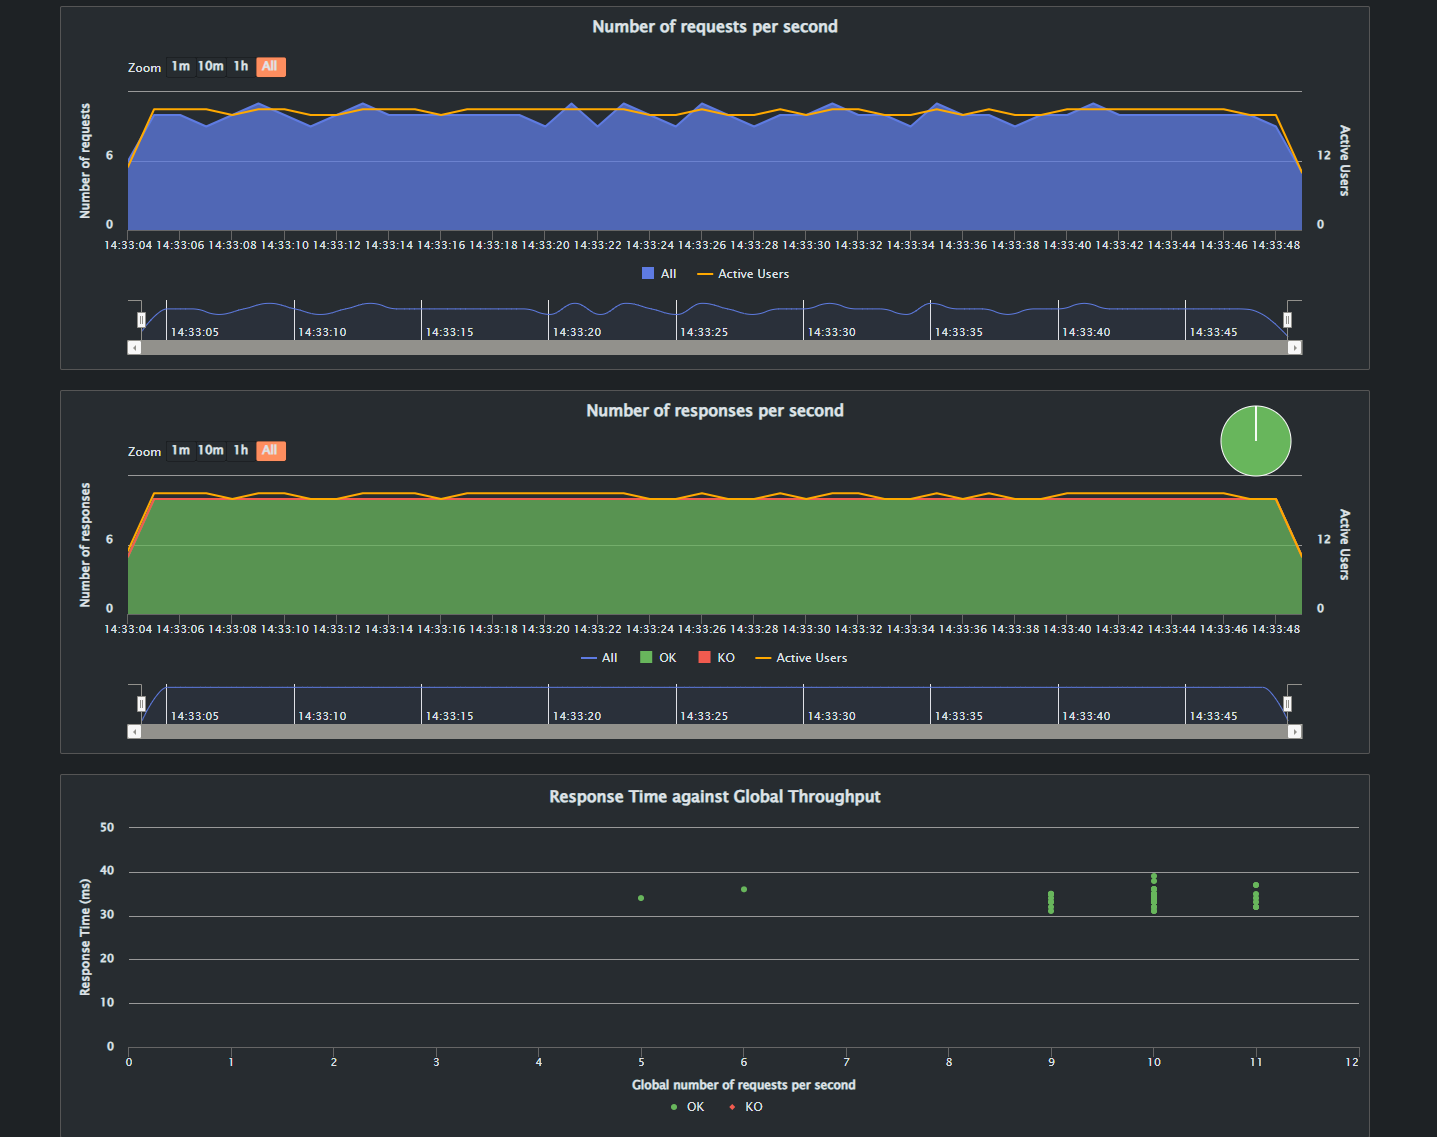 Number of requests per second
Zoom 1m 10m 1h All
Number of requests
6
0
12
0
Active Users
14:33:04 14:33:06 14:33:08 14:33:10 14:33:12 14:33:14 14:33:16 14:33:18 14:33:20 14:33:22 14:33:24 14:33:26 14:33:28 14:33:30 14:33:32 14:33:34 14:33:36 14:33:38 14:33:40 14:33:42 14:33:44 14:33:46 14:33:48
All Active Users
14:33:05 14:33:10 14:33:15 14:33:20 14:33:25 14:33:30 14:33:35 14:33:40 14:33:45
Number of responses per second
Zoom 1m 10m 1h All
Number of responses
6
0
12
0
Active Users
14:33:04 14:33:06 14:33:08 14:33:10 14:33:12 14:33:14 14:33:16 14:33:18 14:33:20 14:33:22 14:33:24 14:33:26 14:33:28 14:33:30 14:33:32 14:33:34 14:33:36 14:33:38 14:33:40 14:33:42 14:33:44 14:33:46 14:33:48
All OK KO Active Users
14:33:05 14:33:10 14:33:15 14:33:20 14:33:25 14:33:30 14:33:35 14:33:40 14:33:45
Response Time against Global Throughput
Response Time (ms)
50
40
30
20
10
0
0 1 2 3 4 5 6 7 8 9 10 11 12
Global number of requests per second
OK KO